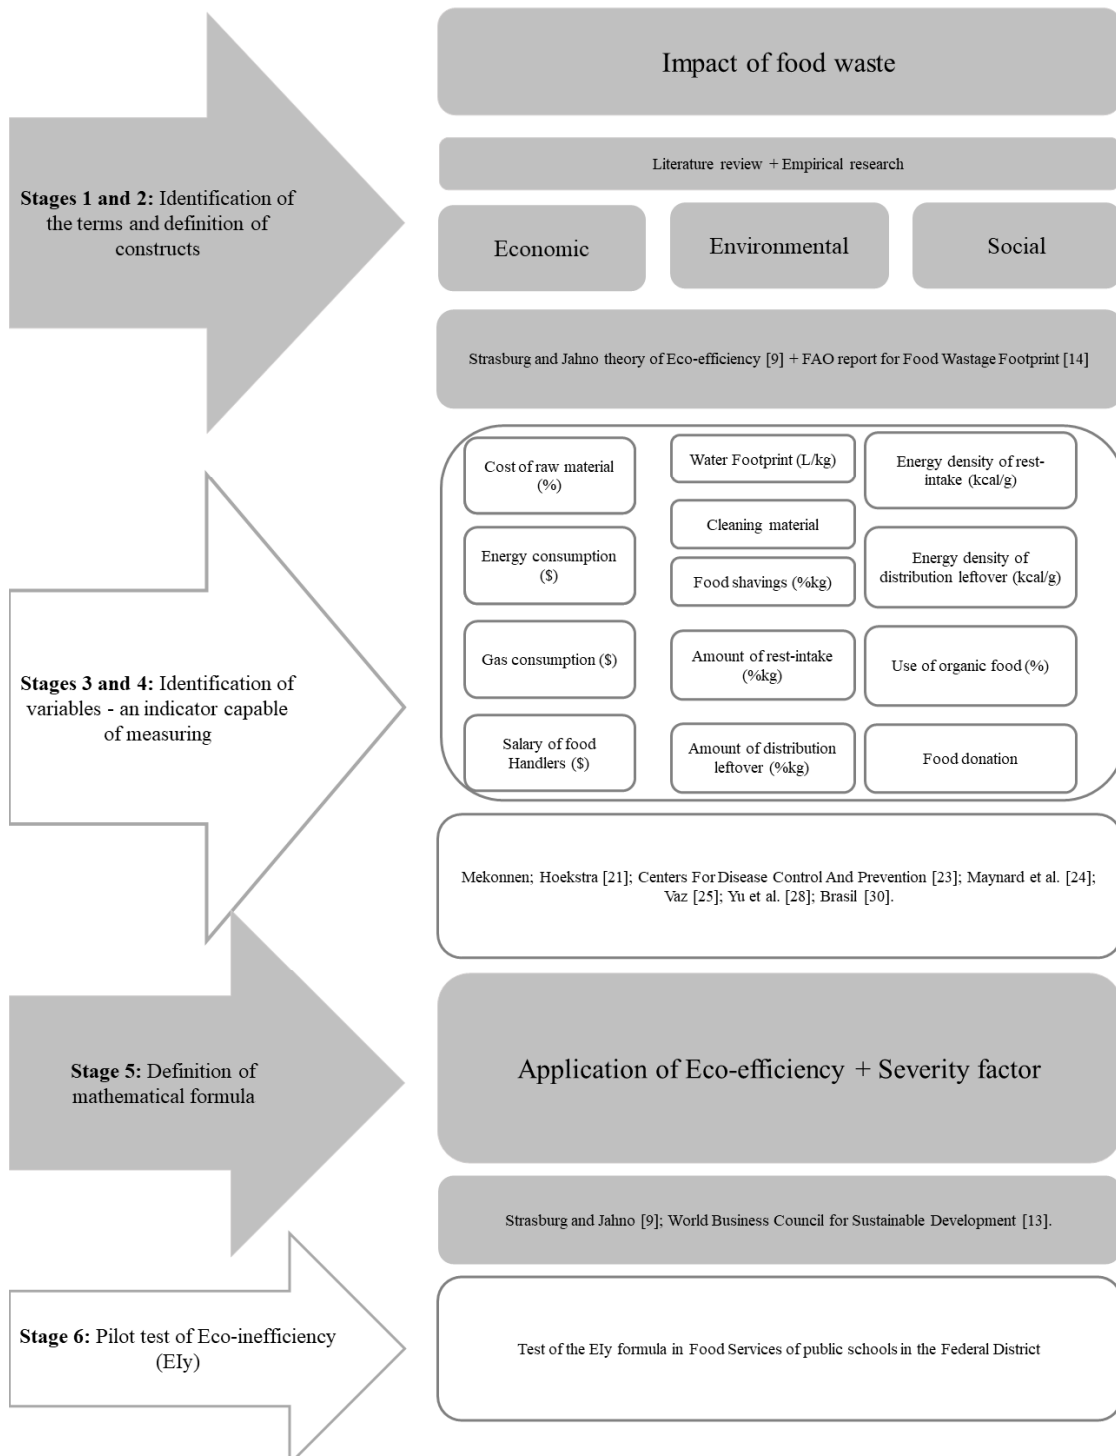 Impact of food waste
Literature review + Empirical research
Stages 1 and 2: Identification of
the terms and definition of
constructs
Economic
Environmental
Social
Strasburg and Jahno theory of Eco-efficiency [9] + FAO report for Food Wastage Footprint [14]
Stages 3 and 4: Identification of
variables - an indicator capable
of measuring
Cost of raw material
(%)
Energy consumption
($)
Gas consumption ($)
Salary of food
Handlers ($)
Water Footprint (L/kg)
Cleaning material
Food shavings (%kg)
Amount of rest-intake
(%kg)
Amount of distribution
leftover (%kg)
Energy density of rest-
intake (kcal/g)
Energy density of
distribution leftover (kcal/g)
Use of organic food (%)
Food donation
Mekonnen; Hoekstra [21]; Centers For Disease Control And Prevention [23]; Maynard et al. [24];
Vaz [25]; Yu et al. [28]; Brasil [30].
Stage 5: Definition of
mathematical formula
Application of Eco-efficiency + Severity factor
Strasburg and Jahno [9]; World Business Council for Sustainable Development [13].
Stage 6: Pilot test of Eco-inefficiency
(EIy)
Test of the EIy formula in Food Services of public schools in the Federal District